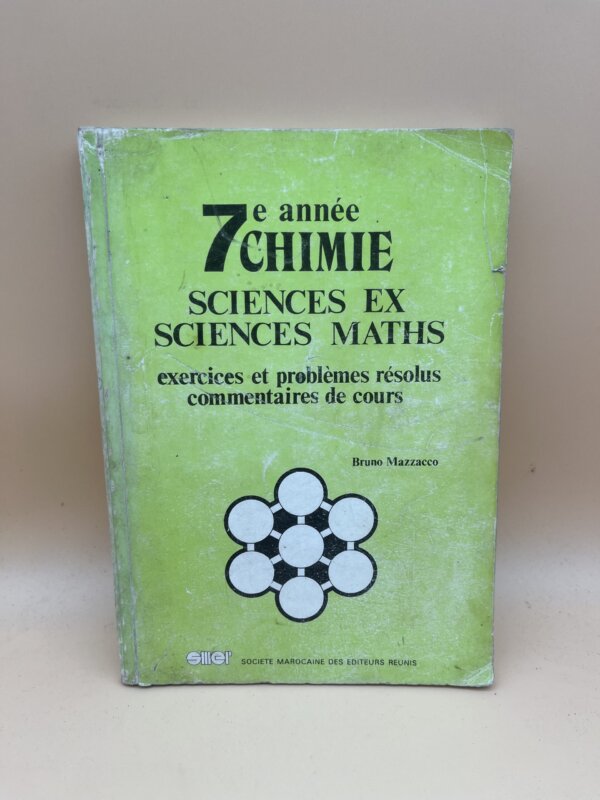 7e année
CHIMIE
SCIENCES EX
SCIENCES MATHS
exercices et problèmes résolus
commentaires de cours
Bruno Mazzacco
smer SOCIETE MAROCAINE DES EDITEURS REUNIS